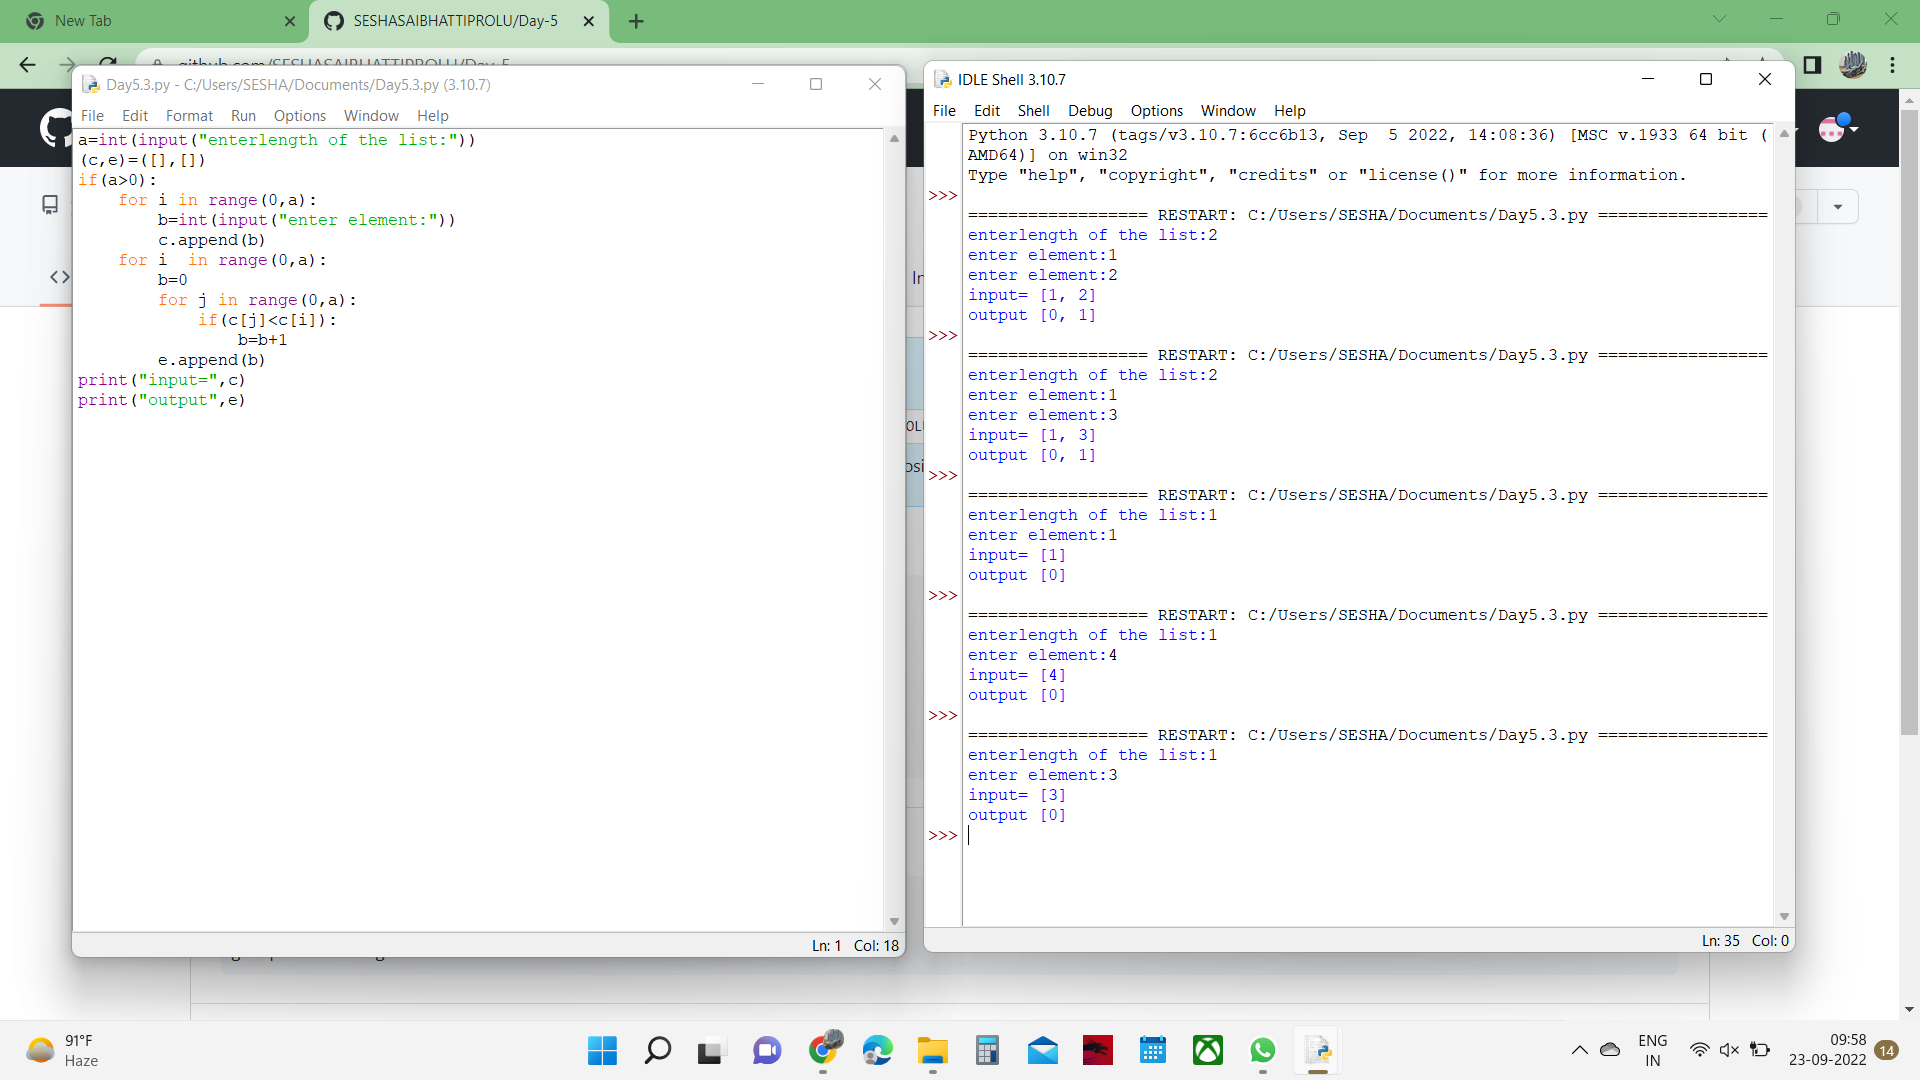 New Tab
SESHASAIBHATTIPROLU/Day-5
Day5.3.py - C:/Users/SESHA/Documents/Day5.3.py (3.10.7)
File Edit Format Run Options Window Help
a=int(input("enterlength of the list:"))
(c,e)=([],[])
if(a>0):
    for i in range(0,a):
        b=int(input("enter element:"))
        c.append(b)
    for i  in range(0,a):
        b=0
        for j in range(0,a):
            if(c[j]<c[i]):
                b=b+1
        e.append(b)
print("input=",c)
print("output",e)
Ln: 1 Col: 18
IDLE Shell 3.10.7
File Edit Shell Debug Options Window Help
Python 3.10.7 (tags/v3.10.7:6cc6b13, Sep  5 2022, 14:08:36) [MSC v.1933 64 bit (
AMD64)] on win32
Type "help", "copyright", "credits" or "license()" for more information.
>>>
================== RESTART: C:/Users/SESHA/Documents/Day5.3.py =================
enterlength of the list:2
enter element:1
enter element:2
input= [1, 2]
output [0, 1]
>>>
================== RESTART: C:/Users/SESHA/Documents/Day5.3.py =================
enterlength of the list:2
enter element:1
enter element:3
input= [1, 3]
output [0, 1]
>>>
================== RESTART: C:/Users/SESHA/Documents/Day5.3.py =================
enterlength of the list:1
enter element:1
input= [1]
output [0]
>>>
================== RESTART: C:/Users/SESHA/Documents/Day5.3.py =================
enterlength of the list:1
enter element:4
input= [4]
output [0]
>>>
================== RESTART: C:/Users/SESHA/Documents/Day5.3.py =================
enterlength of the list:1
enter element:3
input= [3]
output [0]
>>>
Ln: 35 Col: 0
91°F
Haze
ENG
IN
09:58
23-09-2022
14